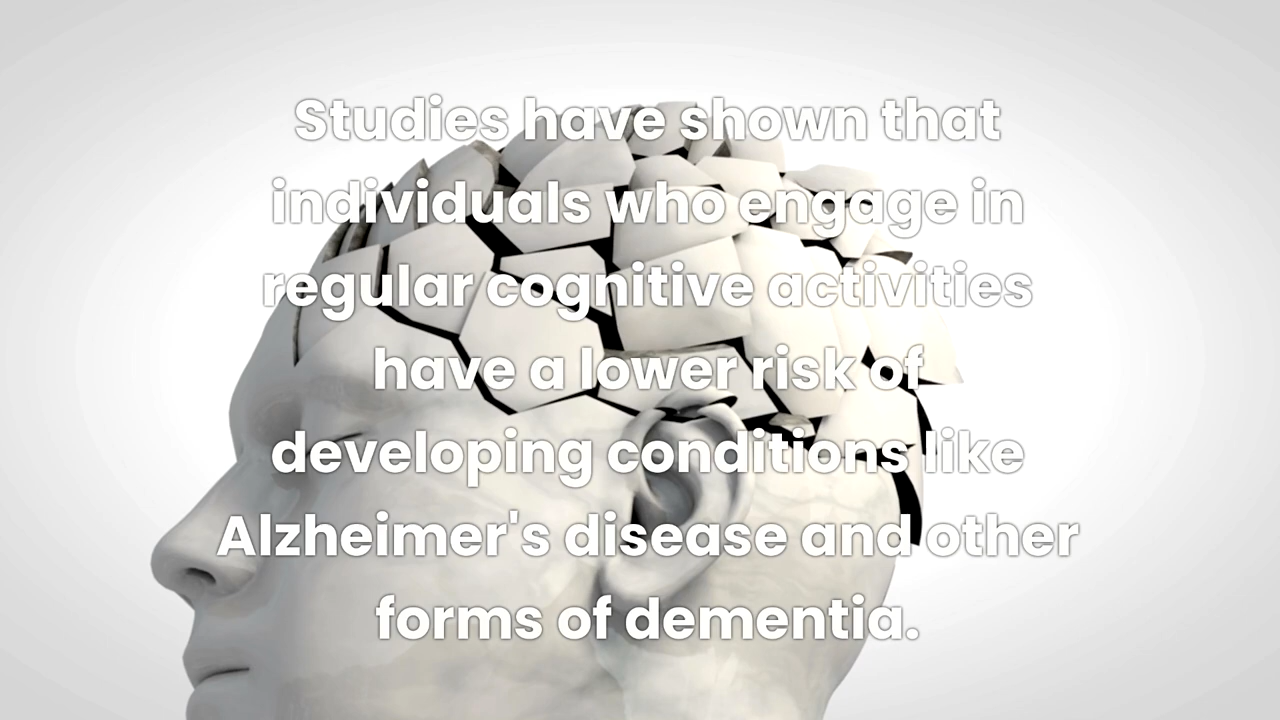 Studies have shown that
individuals who engage in
regular cognitive activities
have a lower risk of
developing conditions like
Alzheimer's disease and other
forms of dementia.